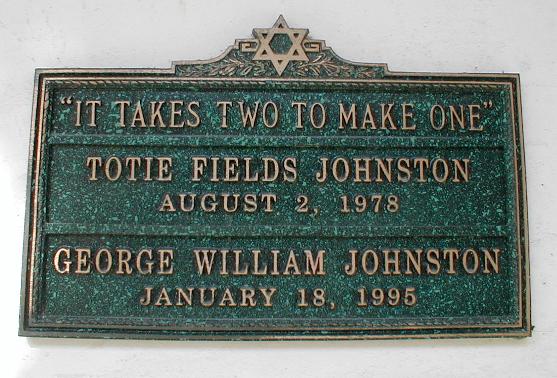 "IT TAKES TWO TO MAKE ONE"
TOTIE FIELDS JOHNSTON
AUGUST 2, 1978
GEORGE WILLIAM JOHNSTON
JANUARY 18, 1995